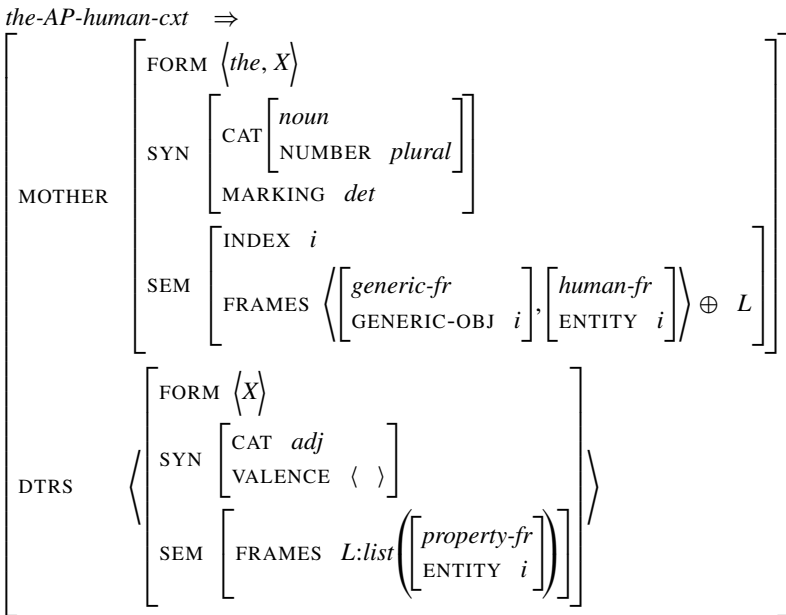 the-AP-human-cxt ⇒
FORM ⟨the, X⟩
noun
SYN CAT NUMBER plural
MARKING det
MOTHER
INDEX i
generic-fr human-fr
SEM FRAMES ⟨[GENERIC-OBJ i], [ENTITY i]⟩ ⊕ L
FORM ⟨X⟩
SYN CAT adj
VALENCE ⟨ ⟩
DTRS
property-fr
SEM [FRAMES L:list([ENTITY i])]